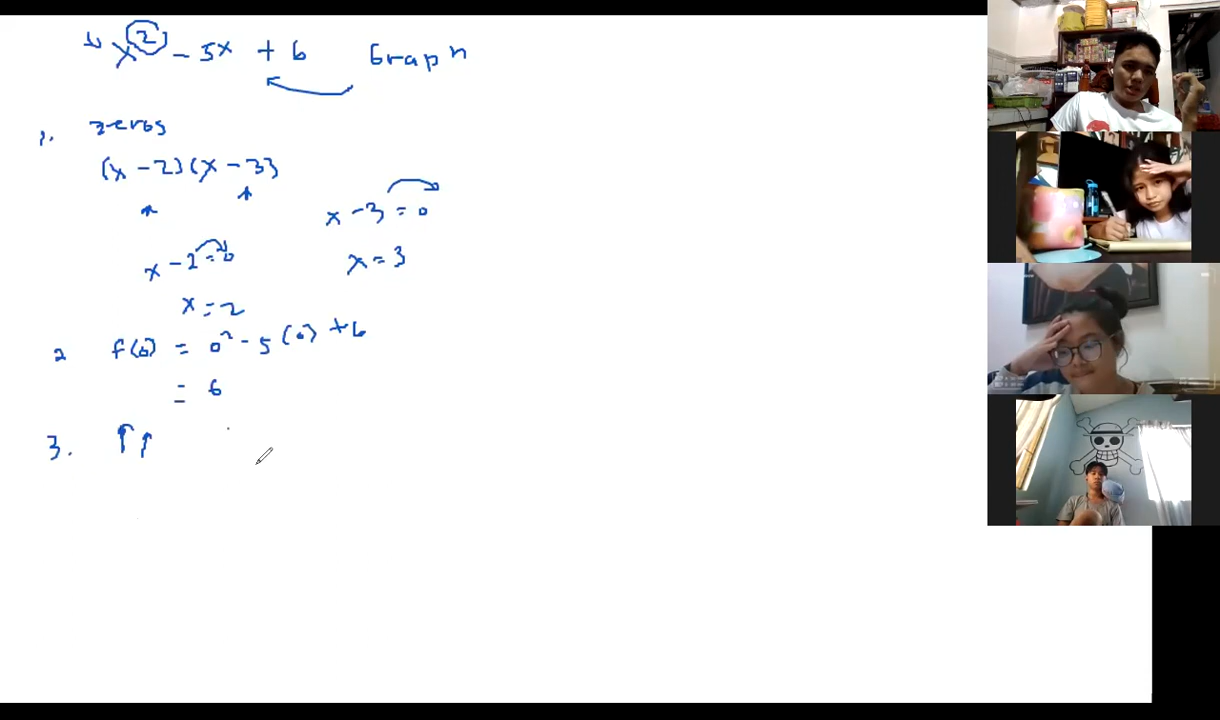 x² - 5x + 6 Graph
1. zeros
(x - 2)(x - 3)
x - 3 = 0
x - 2 = 0
x = 3
x = 2
2 f(0) = 0² - 5(0) + 6
= 6
3. ↑↑